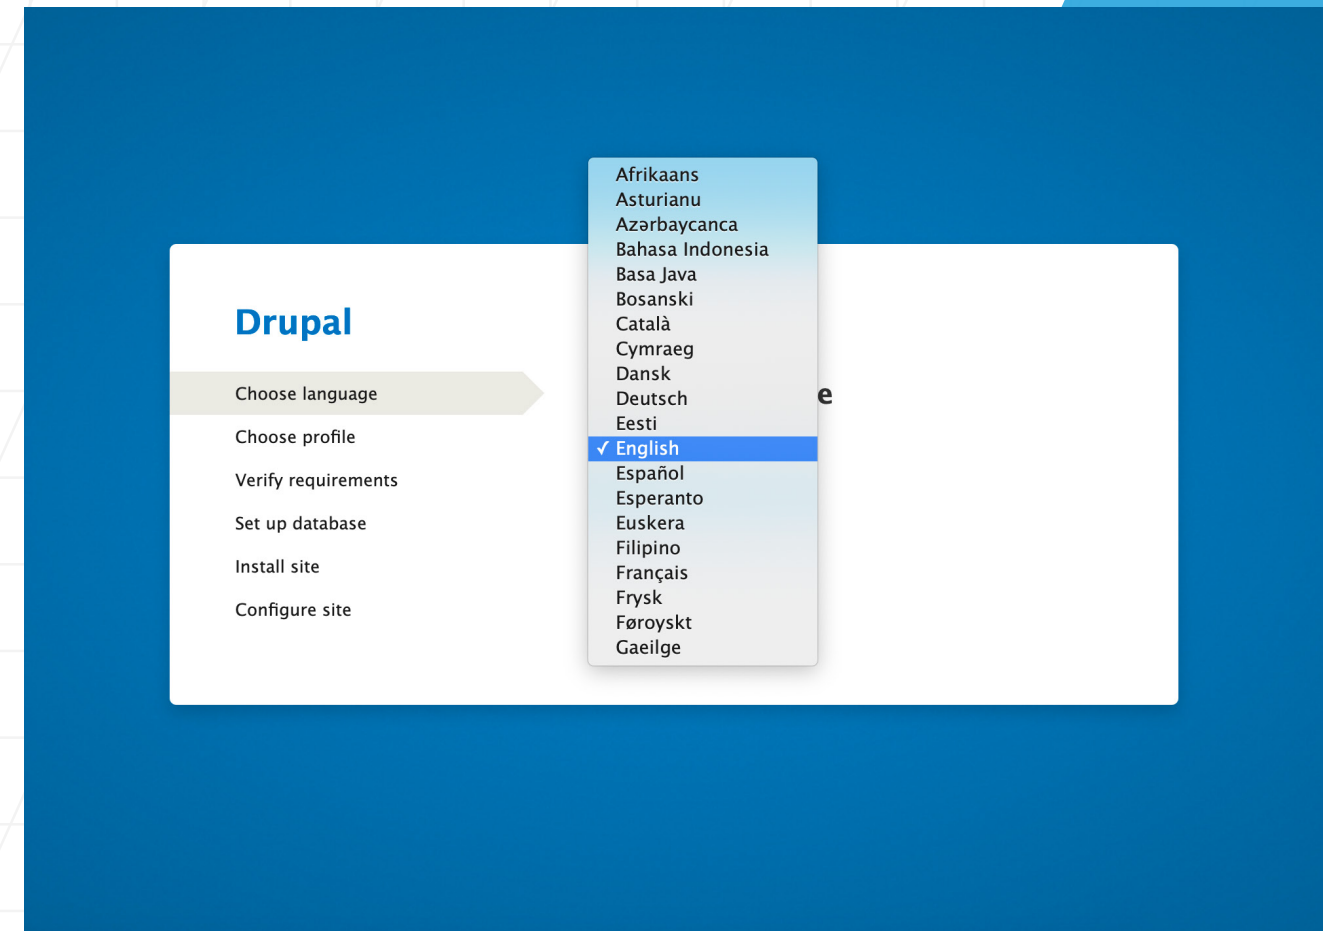 Drupal
Choose language
Choose profile
Verify requirements
Set up database
Install site
Configure site
Afrikaans
Asturianu
Azərbaycanca
Bahasa Indonesia
Basa Java
Bosanski
Català
Cymraeg
Dansk
Deutsch
Eesti
✓ English
Español
Esperanto
Euskera
Filipino
Français
Frysk
Føroyskt
Gaeilge